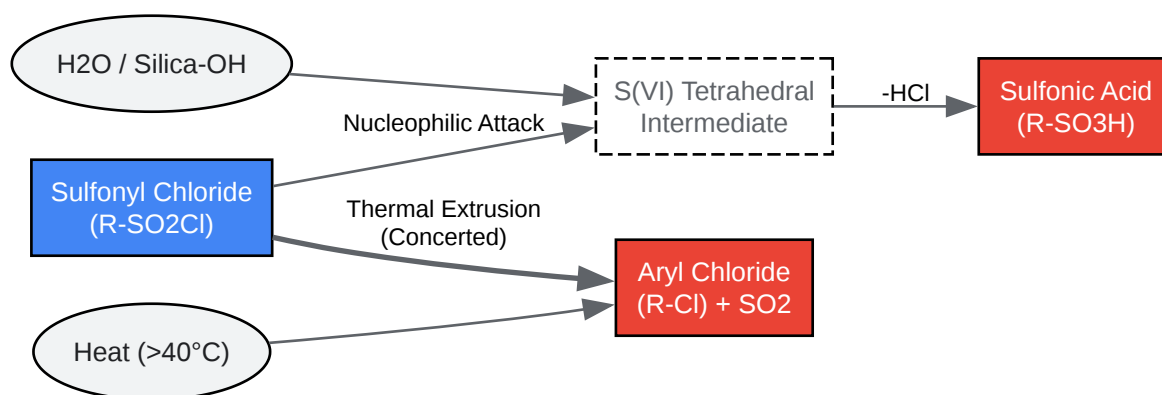 H2O / Silica-OH
Nucleophilic Attack
S(VI) Tetrahedral
Intermediate
-HCl
Sulfonic Acid
(R-SO3H)
Sulfonyl Chloride
(R-SO2Cl)
Thermal Extrusion
(Concerted)
Aryl Chloride
(R-Cl) + SO2
Heat (>40°C)